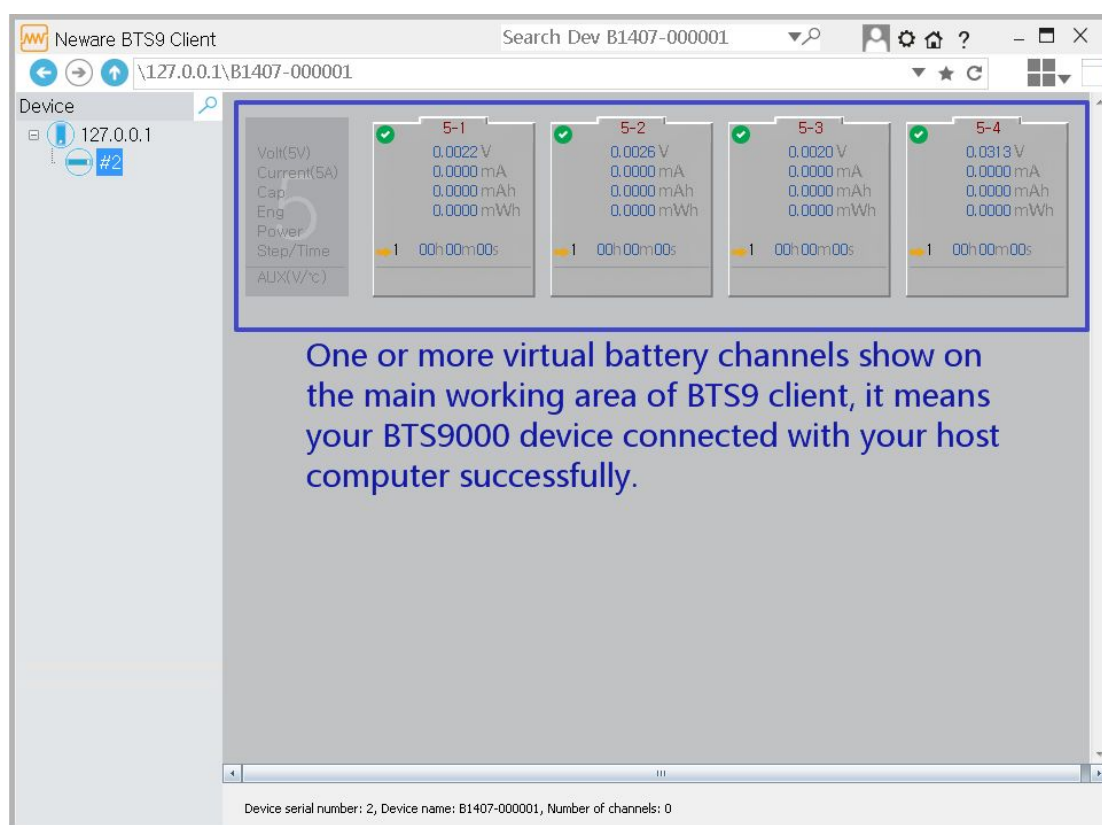 Neware BTS9 Client
Search Dev B1407-000001
?
\127.0.0.1\B1407-000001
Device
127.0.0.1
#2
5
Volt(5V)
Current(5A)
Cap
Eng
Power
Step/Time
AUX(V/℃)
5-1
0.0022 V
0.0000 mA
0.0000 mAh
0.0000 mWh
1 00h00m00s
5-2
0.0026 V
0.0000 mA
0.0000 mAh
0.0000 mWh
1 00h00m00s
5-3
0.0020 V
0.0000 mA
0.0000 mAh
0.0000 mWh
1 00h00m00s
5-4
0.0313 V
0.0000 mA
0.0000 mAh
0.0000 mWh
1 00h00m00s
One or more virtual battery channels show on
the main working area of BTS9 client, it means
your BTS9000 device connected with your host
computer successfully.
Device serial number: 2, Device name: B1407-000001, Number of channels: 0